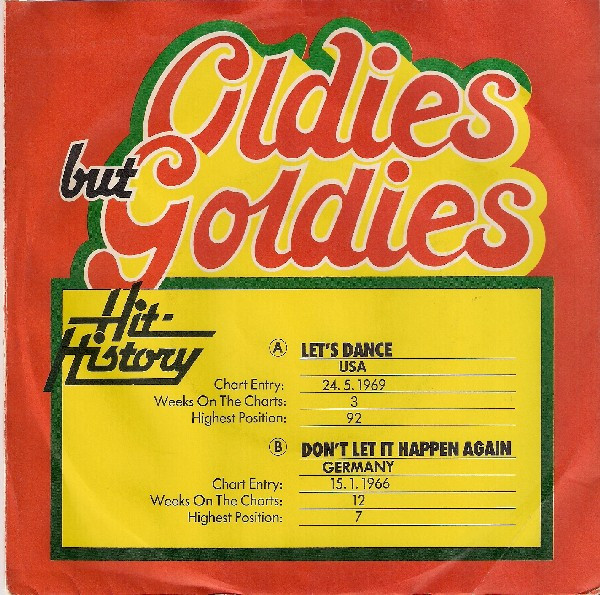 Oldies
but
Goldies
Hit-
History
A LET'S DANCE
USA
Chart Entry: 24.5.1969
Weeks On The Charts: 3
Highest Position: 92
B DON'T LET IT HAPPEN AGAIN
GERMANY
Chart Entry: 15.1.1966
Weeks On The Charts: 12
Highest Position: 7